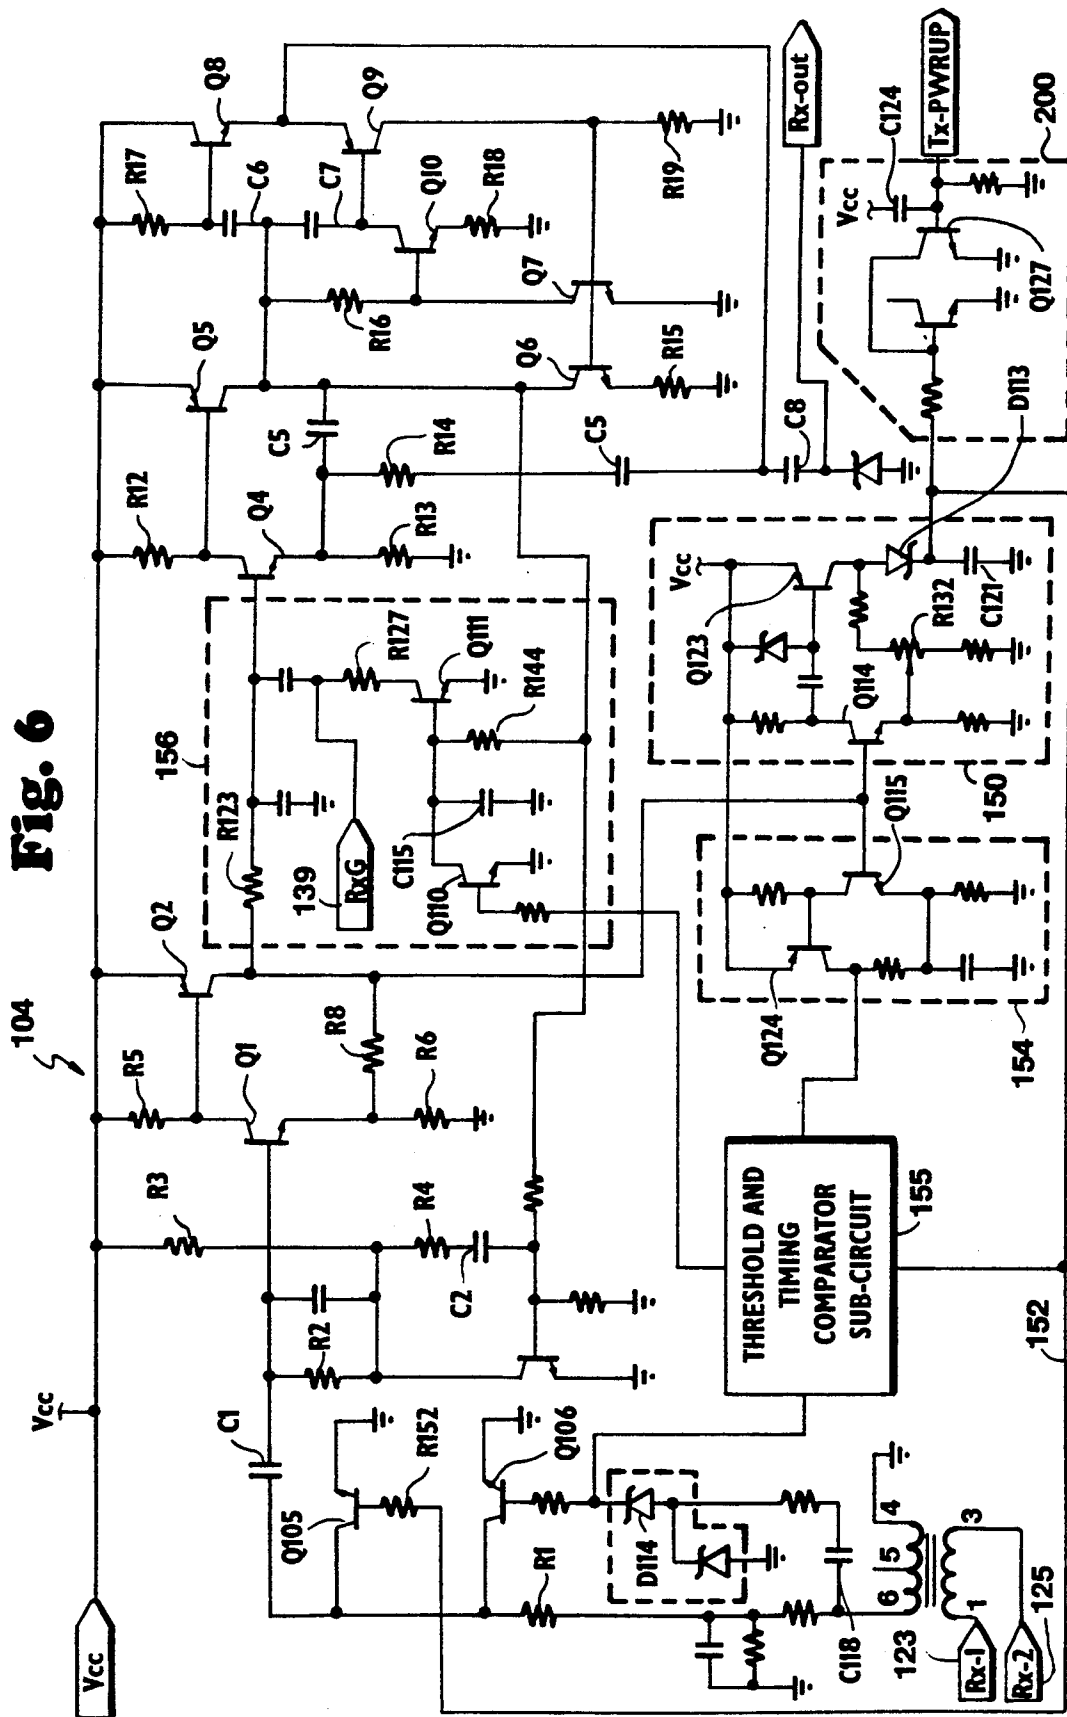 Fig. 6
104
Vcc
Vcc
R3
R5
Q2
Q1
R8
R6
R2
R4
C2
C1
Q105
R152
Q106
R1
D114
C118
6
5
4
1
3
123
Rx-1
Rx-2
125
R123
156
139
RxG
R127
Q111
C115
Q110
R144
R12
Q4
Q5
C5
R14
R13
C5
C8
R17
Q8
C6
C7
Q9
R16
Q10
R18
Q7
Q6
R15
R19
Rx-out
THRESHOLD AND
TIMING
COMPARATOR
SUB-CIRCUIT
155
152
Q124
154
Q115
150
Q123
Vcc
Q114
R132
C121
D113
Vcc
C124
Tx-PWRUP
200
Q127